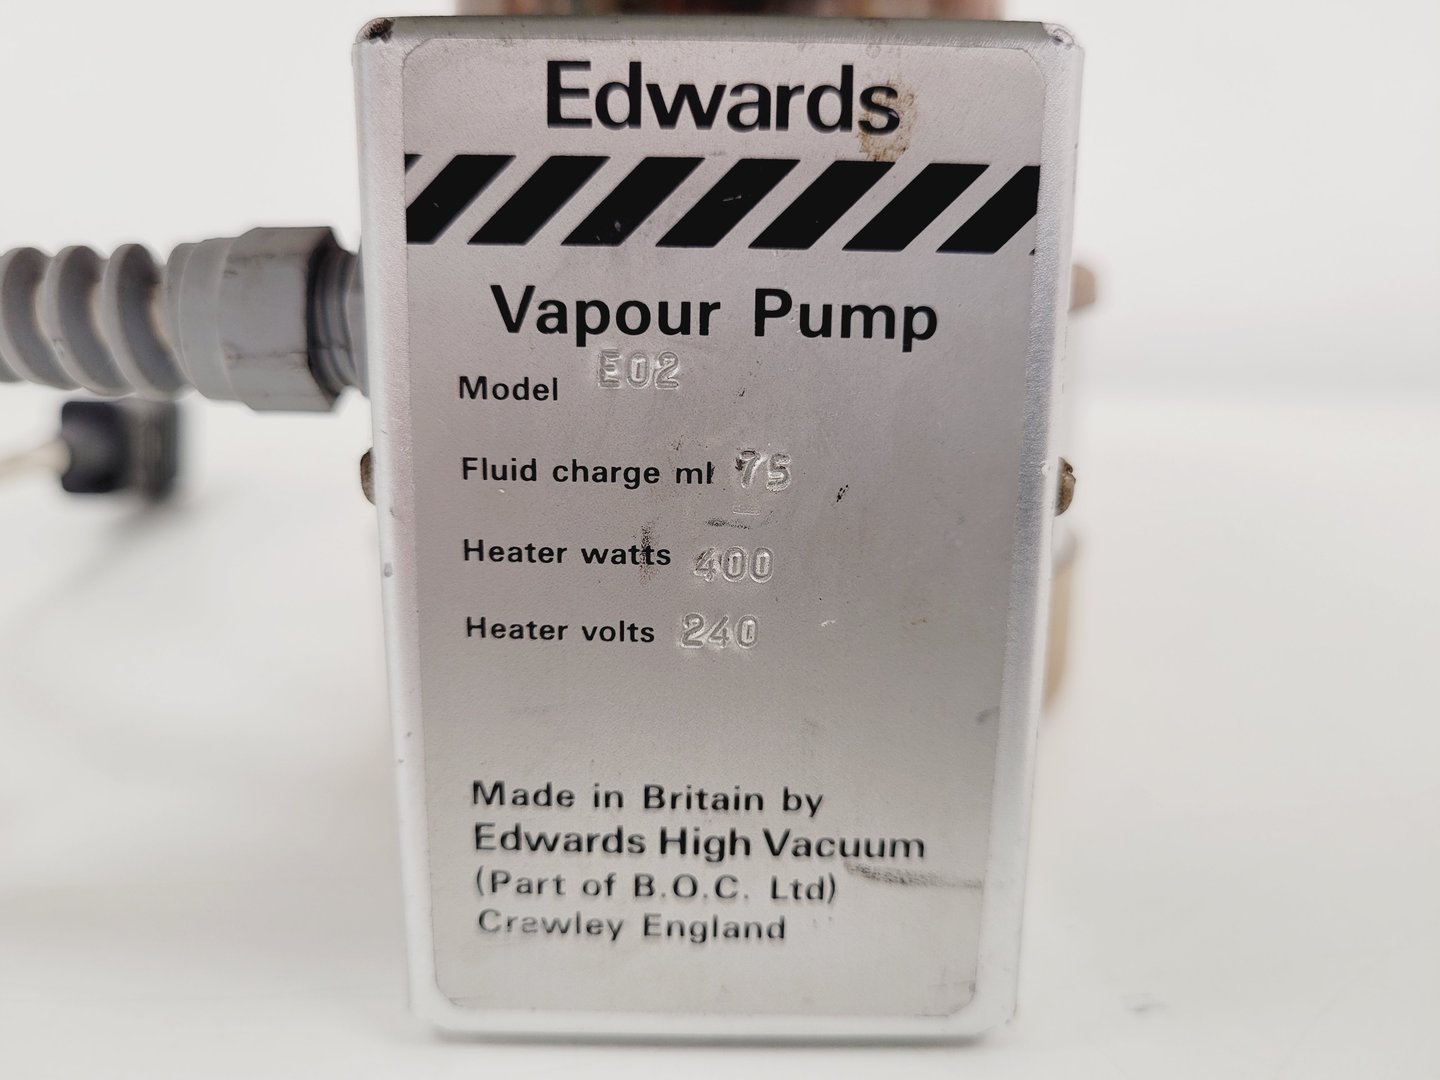 Edwards
Vapour Pump
Model E02
Fluid charge ml 75
Heater watts 400
Heater volts 240
Made in Britain by
Edwards High Vacuum
(Part of B.O.C. Ltd)
Crawley England